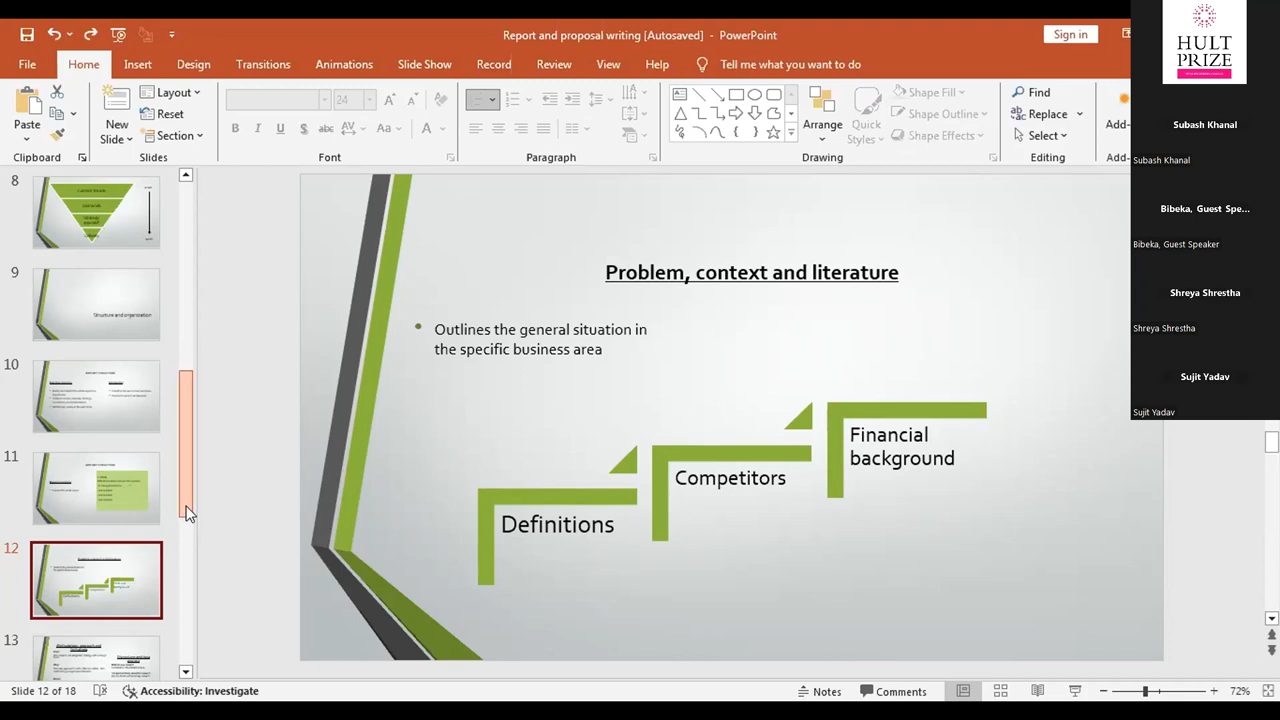 Report and proposal writing [Autosaved] - PowerPoint
Sign in
File Home Insert Design Transitions Animations Slide Show Record Review View Help Tell me what you want to do
Paste
Clipboard
New
Slide
Layout
Reset
Section
Slides
24
B I U S abc AV Aa A
Font
Paragraph
Arrange
Quick
Styles
Shape Fill
Shape Outline
Shape Effects
Drawing
Find
Replace
Select
Editing
Add-
HULT
PRIZE
Subash Khanal
Subash Khanal
Bibeka, Guest Spe...
Bibeka, Guest Speaker
Shreya Shrestha
Shreya Shrestha
Sujit Yadav
Sujit Yadav
8
9
Structure and organization
10
11
12
13
Problem, context and literature
Outlines the general situation in
the specific business area
Definitions
Competitors
Financial
background
Slide 12 of 18
Accessibility: Investigate
Notes
Comments
72%